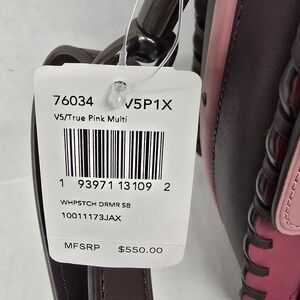 76034 V5P1X
V5/True Pink Multi
1 93971 13109 2
WHPSTCH DRMR SB
10011173JAX
MFSRP $550.00